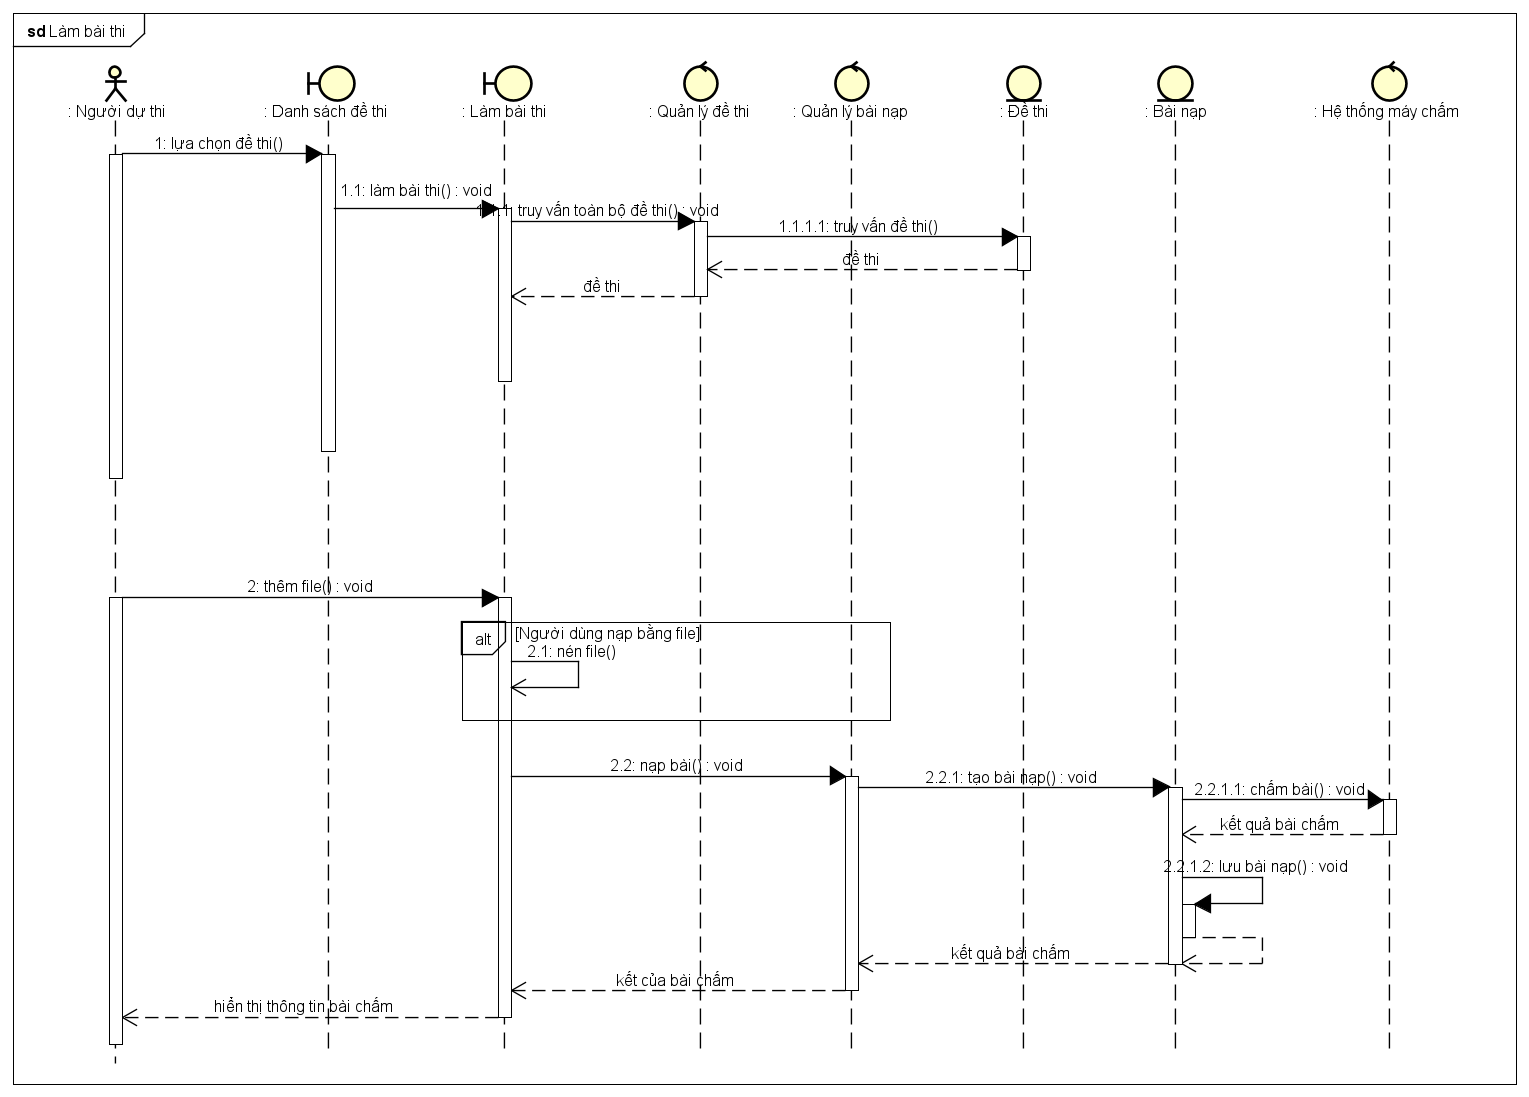 sd Làm bài thi
: Người dự thi
: Danh sách đề thi
: Làm bài thi
: Quản lý đề thi
: Quản lý bài nạp
: Đề thi
: Bài nạp
: Hệ thống máy chấm
1: lựa chọn đề thi()
1.1: làm bài thi() : void
1.1.1: truy vấn toàn bộ đề thi() : void
1.1.1.1: truy vấn đề thi()
đề thi
đề thi
2: thêm file() : void
alt
[Người dùng nạp bằng file]
2.1: nén file()
2.2: nạp bài() : void
2.2.1: tạo bài nạp() : void
2.2.1.1: chấm bài() : void
kết quả bài chấm
2.2.1.2: lưu bài nạp() : void
kết quả bài chấm
kết của bài chấm
hiển thị thông tin bài chấm